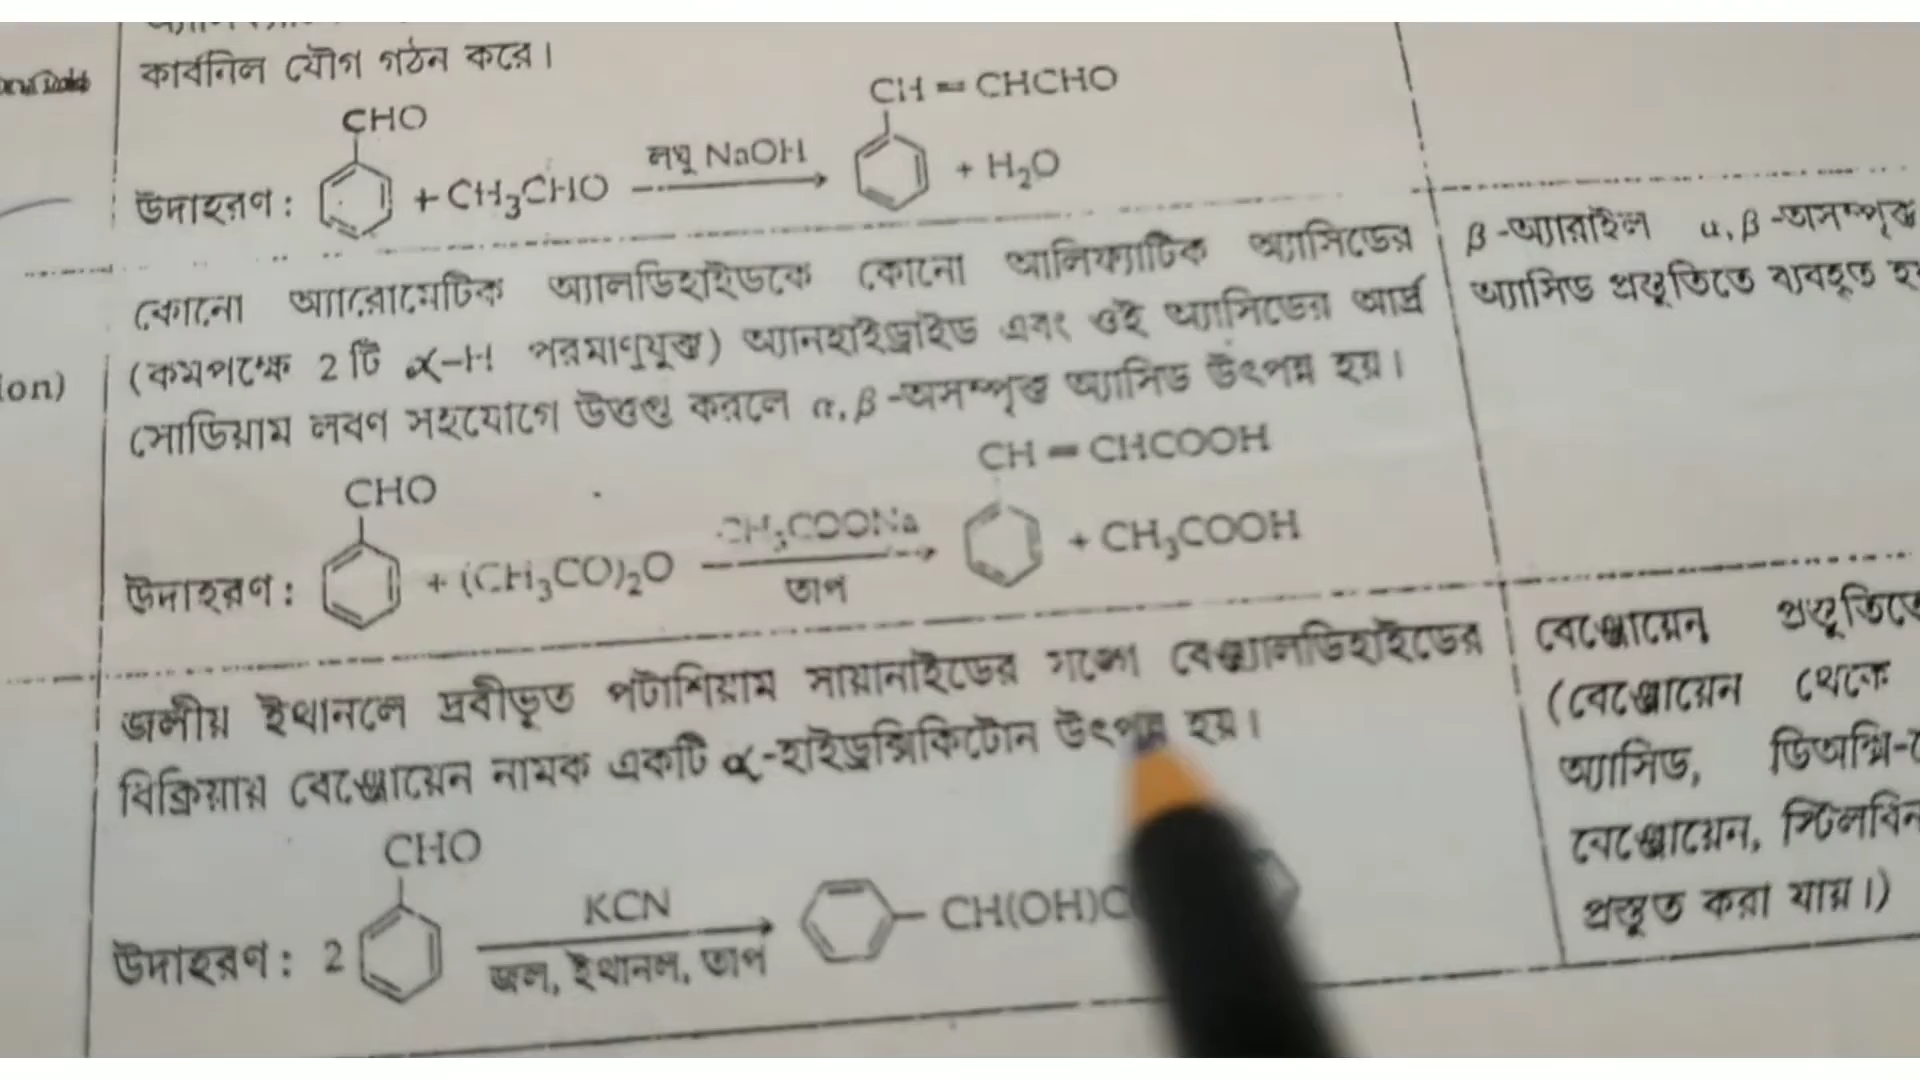 কার্বনিল যৌগ গঠন করে।
CHO
CH = CHCHO
উদাহরণ : + CH₃CHO লঘু NaOH + H₂O
কোনো অ্যারোমেটিক অ্যালডিহাইডকে কোনো অ্যালিফ্যাটিক অ্যাসিডের
(কমপক্ষে 2 টি α-H পরমাণুযুক্ত) অ্যানহাইড্রাইড এবং ওই অ্যাসিডের আর্দ্র
সোডিয়াম লবণ সহযোগে উত্তপ্ত করলে α, β -অসম্পৃক্ত অ্যাসিড উৎপন্ন হয়।
CHO
CH = CHCOOH
উদাহরণ : + (CH₃CO)₂O CH₃COONa তাপ + CH₃COOH
জলীয় ইথানলে দ্রবীভূত পটাশিয়াম সায়ানাইডের সঙ্গে বেঞ্জালডিহাইডের
বিক্রিয়ায় বেঞ্জোয়েন নামক একটি α-হাইড্রক্সিকিটোন উৎপন্ন হয়।
CHO
উদাহরণ : 2 KCN জল, ইথানল, তাপ CH(OH)C
ion)
β -অ্যারাইল α, β -অসম্পৃক্ত
অ্যাসিড প্রস্তুতিতে ব্যবহৃত
বেঞ্জোয়েন প্রস্তুতিতে
(বেঞ্জোয়েন থেকে
অ্যাসিড, ডিঅক্সি-
বেঞ্জোয়েন, স্টিলবিন
প্রস্তুত করা যায়।)